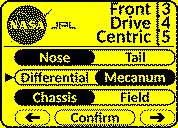 NASA JPL
Front 3
Drive 4
Centric 5
Nose Tail
Differential Mecanum
Chassis Field
← Confirm →